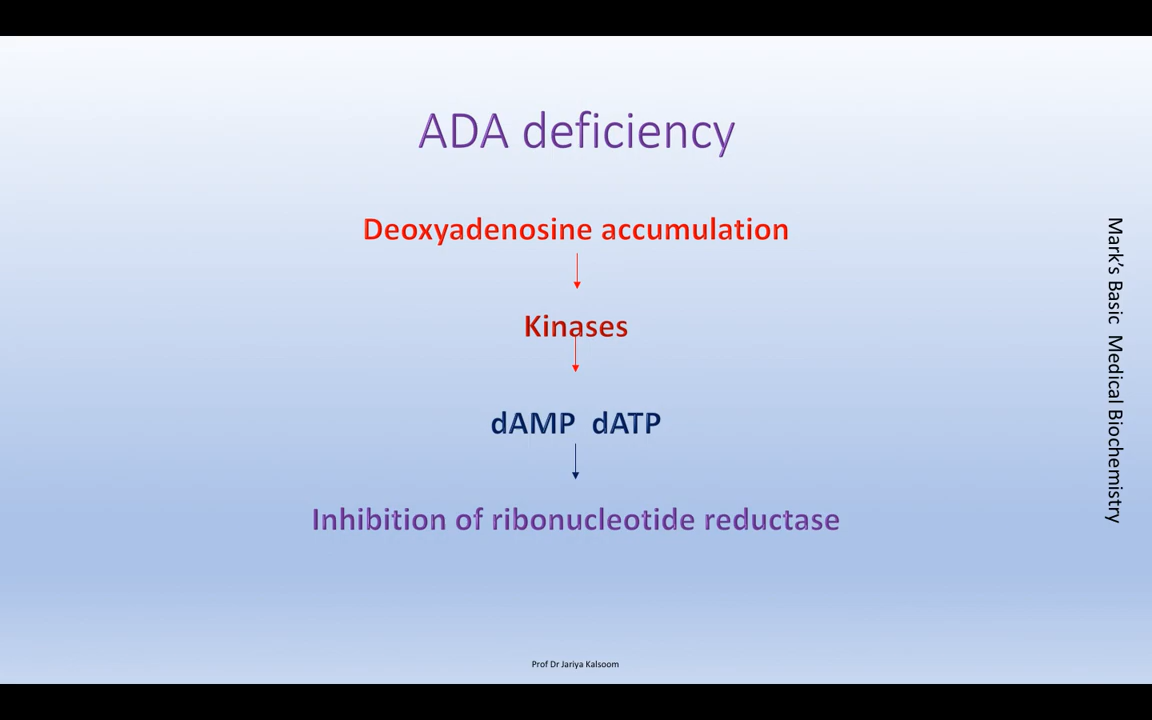 ADA deficiency
Deoxyadenosine accumulation
Kinases
dAMP dATP
Inhibition of ribonucleotide reductase
Mark's Basic Medical Biochemistry
Prof Dr Jariya Kalsoom